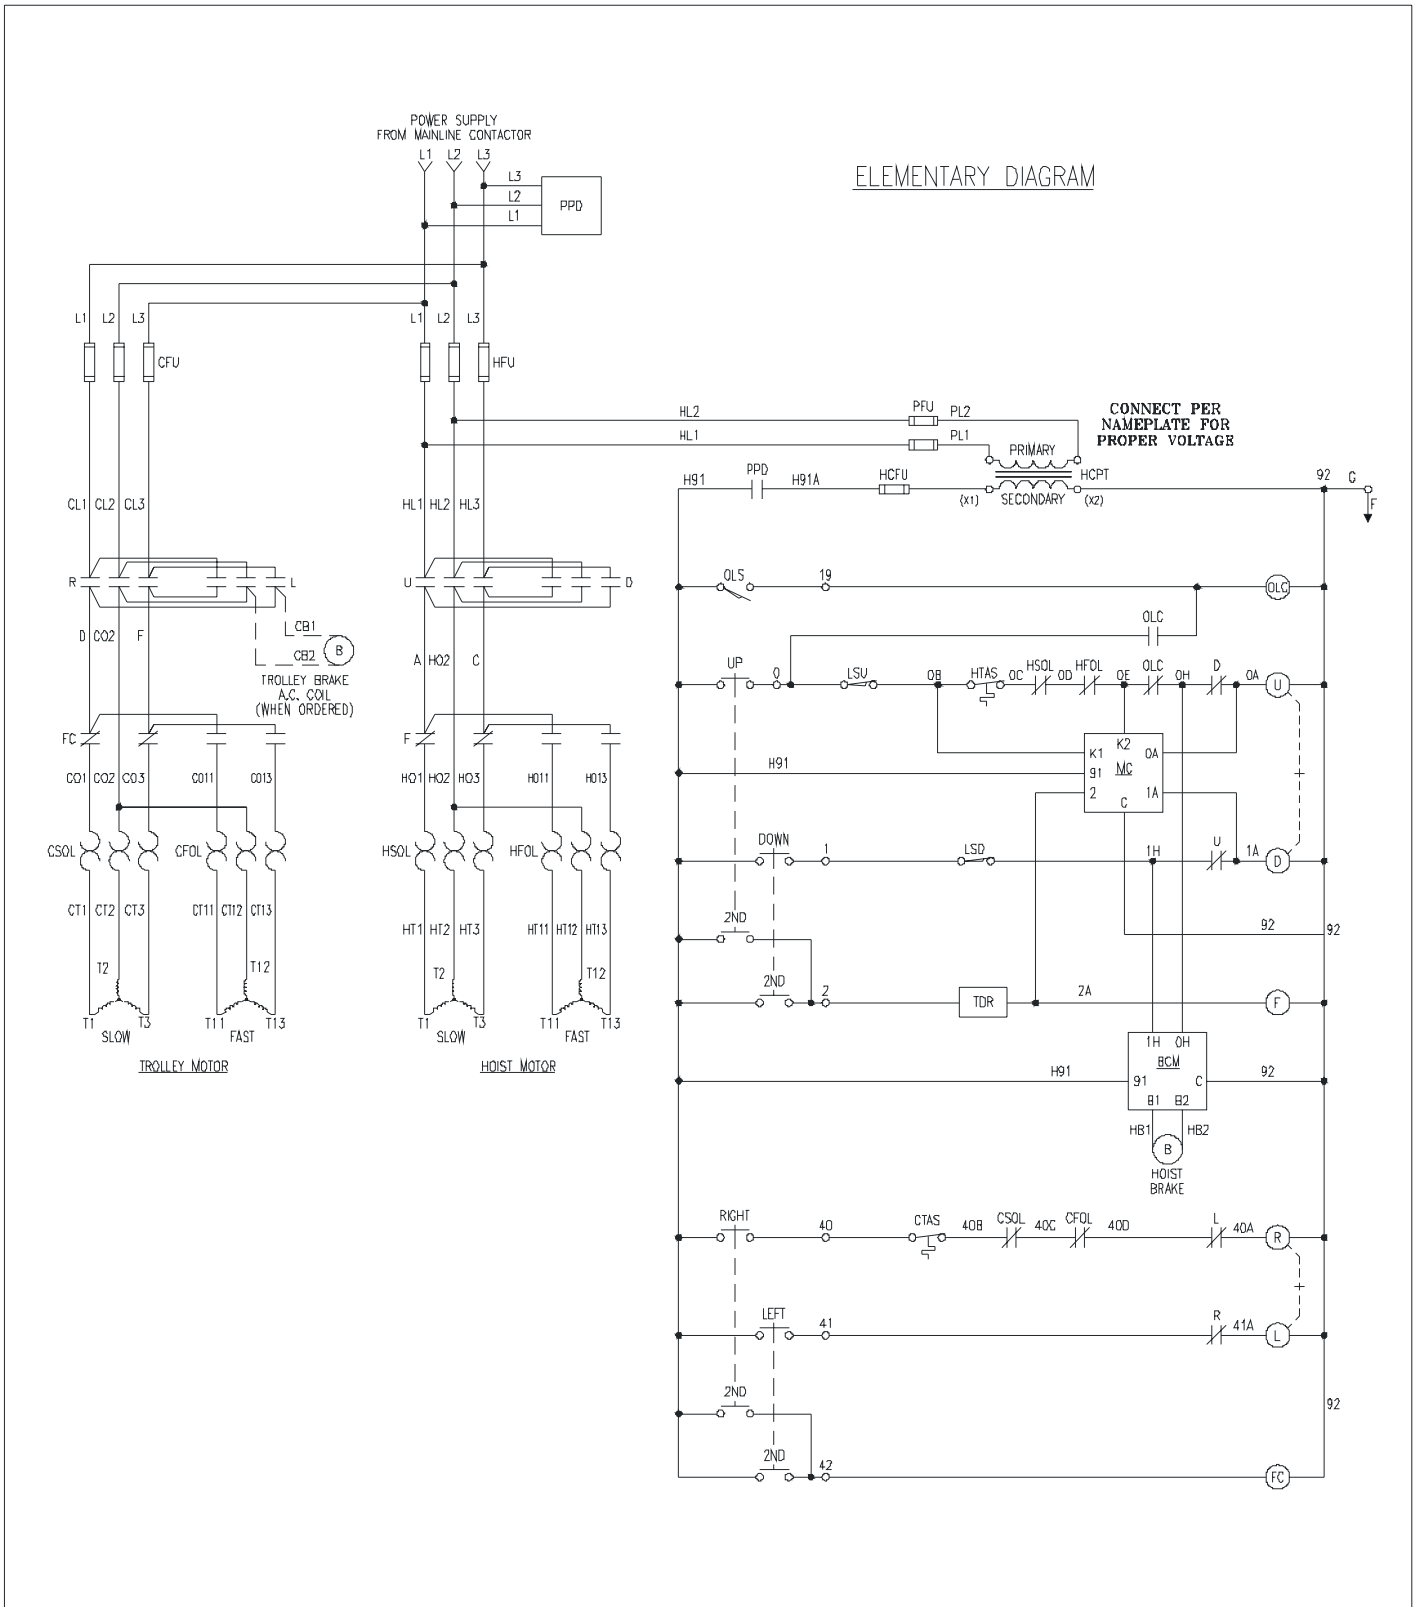 POWER SUPPLY
FROM MAINLINE CONTACTOR
L1 L2 L3
ELEMENTARY DIAGRAM
L3
L2
L1
PPD
L1 L2 L3
L1 L2 L3
CFU
HFU
HL2
PFU
PL2
HL1
PL1
CONNECT PER
NAMEPLATE FOR
PROPER VOLTAGE
PRIMARY
H91
PPD
H91A
HCFU
HCPT
(X1)
SECONDARY
(X2)
92
G
F
CL1 CL2 CL3
HL1 HL2 HL3
R
L
U
D
OLS
19
OLC
D CO2 F
CB1
CB2
B
TROLLEY BRAKE
A.C. COIL
(WHEN ORDERED)
A HO2 C
OLC
UP
0
LSU
0B
HTAS
0C
HSOL
0D
HFOL
0E
OLC
0H
D
0A
U
FC
F
H91
K1
K2
0A
91
MC
2
1A
C
CO1 CO2 CO3
CO11
CO13
HO1 HO2 HO3
HO11
HO13
CSOL
CFOL
HSOL
HFOL
DOWN
1
LSD
1H
U
1A
D
CT1 CT2 CT3
CT11 CT12 CT13
HT1 HT2 HT3
HT11 HT12 HT13
2ND
92
92
T2
T12
T2
T12
2ND
2
TDR
2A
F
T1
T3
T11
T13
T1
T3
T11
T13
SLOW
FAST
SLOW
FAST
TROLLEY MOTOR
HOIST MOTOR
1H 0H
BCM
H91
91
C
92
B1 B2
HB1
HB2
B
HOIST
BRAKE
RIGHT
40
CTAS
40B
CSOL
40C
CFOL
40D
L
40A
R
LEFT
41
R
41A
L
2ND
92
2ND
42
FC